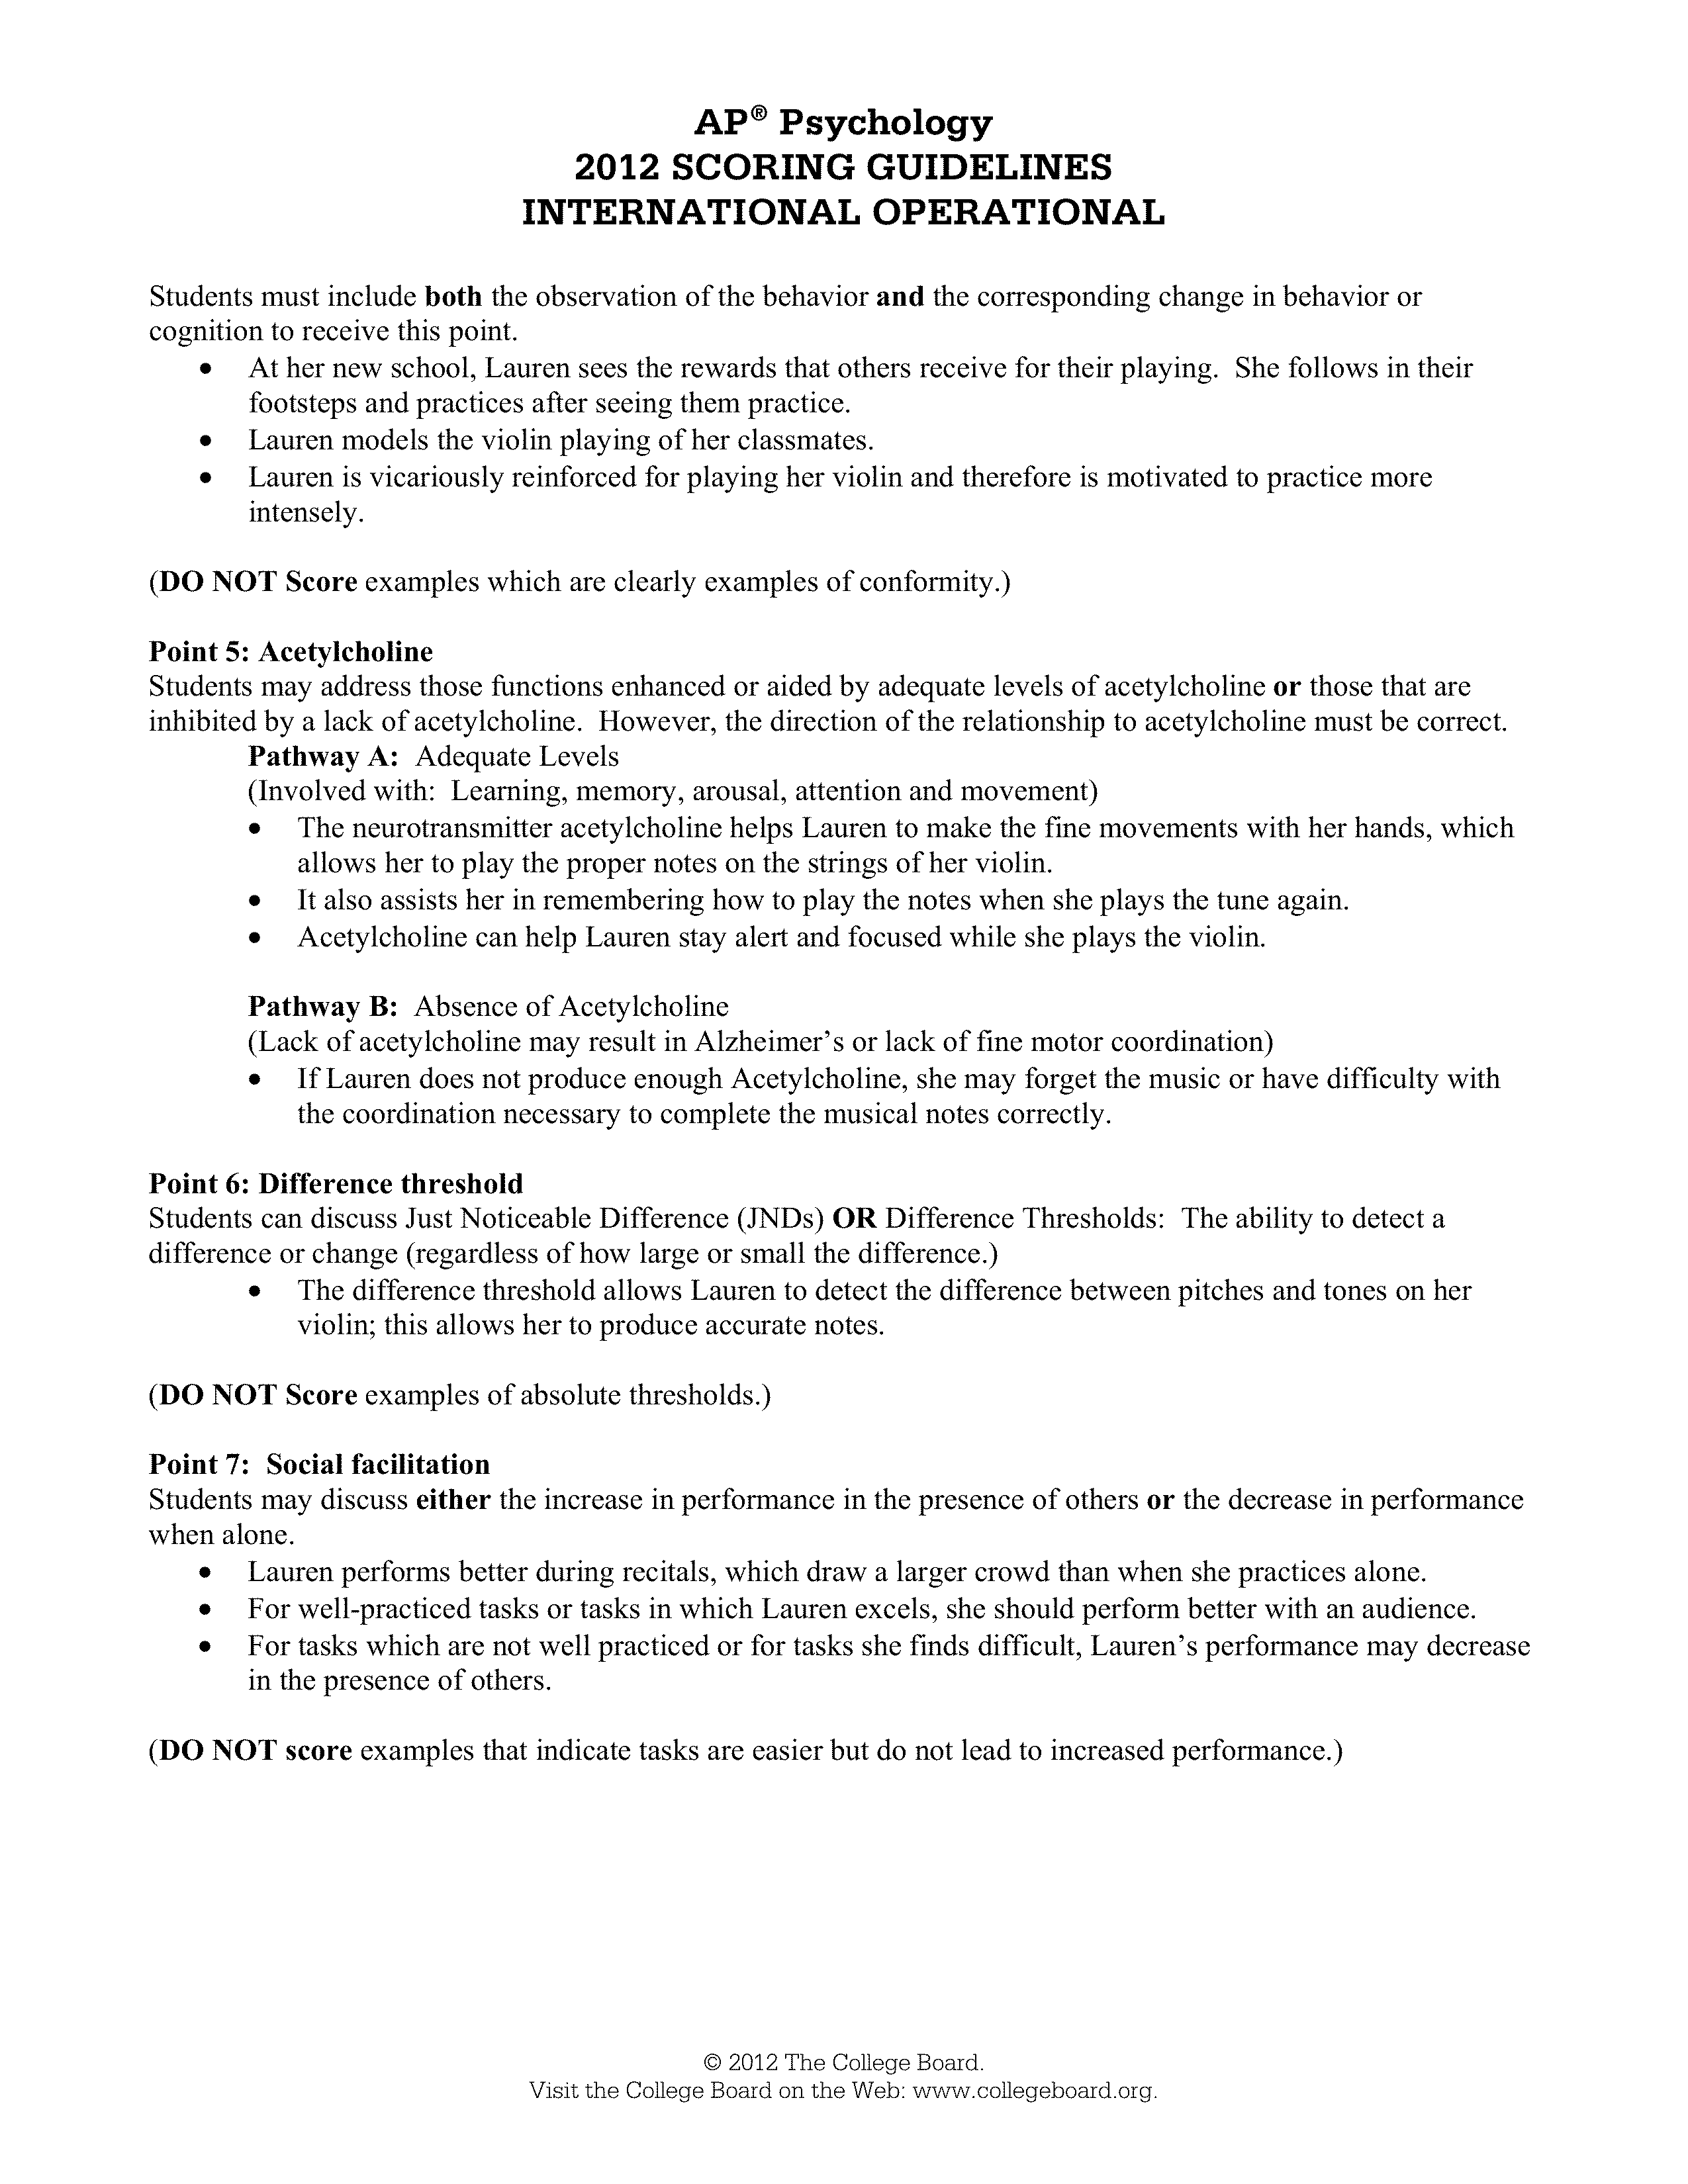 AP® Psychology
2012 SCORING GUIDELINES
INTERNATIONAL OPERATIONAL
Students must include both the observation of the behavior and the corresponding change in behavior or
cognition to receive this point.
• At her new school, Lauren sees the rewards that others receive for their playing.  She follows in their
footsteps and practices after seeing them practice.
• Lauren models the violin playing of her classmates.
• Lauren is vicariously reinforced for playing her violin and therefore is motivated to practice more
intensely.
(DO NOT Score examples which are clearly examples of conformity.)
Point 5: Acetylcholine
Students may address those functions enhanced or aided by adequate levels of acetylcholine or those that are
inhibited by a lack of acetylcholine.  However, the direction of the relationship to acetylcholine must be correct.
Pathway A:  Adequate Levels
(Involved with:  Learning, memory, arousal, attention and movement)
• The neurotransmitter acetylcholine helps Lauren to make the fine movements with her hands, which
allows her to play the proper notes on the strings of her violin.
• It also assists her in remembering how to play the notes when she plays the tune again.
• Acetylcholine can help Lauren stay alert and focused while she plays the violin.
Pathway B:  Absence of Acetylcholine
(Lack of acetylcholine may result in Alzheimer’s or lack of fine motor coordination)
• If Lauren does not produce enough Acetylcholine, she may forget the music or have difficulty with
the coordination necessary to complete the musical notes correctly.
Point 6: Difference threshold
Students can discuss Just Noticeable Difference (JNDs) OR Difference Thresholds:  The ability to detect a
difference or change (regardless of how large or small the difference.)
• The difference threshold allows Lauren to detect the difference between pitches and tones on her
violin; this allows her to produce accurate notes.
(DO NOT Score examples of absolute thresholds.)
Point 7:  Social facilitation
Students may discuss either the increase in performance in the presence of others or the decrease in performance
when alone.
• Lauren performs better during recitals, which draw a larger crowd than when she practices alone.
• For well-practiced tasks or tasks in which Lauren excels, she should perform better with an audience.
• For tasks which are not well practiced or for tasks she finds difficult, Lauren’s performance may decrease
in the presence of others.
(DO NOT score examples that indicate tasks are easier but do not lead to increased performance.)
© 2012 The College Board.
Visit the College Board on the Web: www.collegeboard.org.